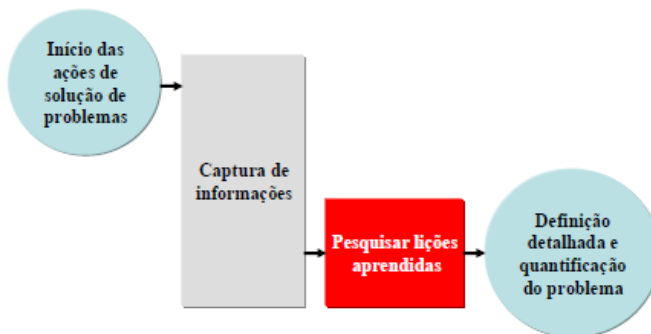 Início das
ações de
solução de
problemas
Captura de
informações
Pesquisar lições
aprendidas
Definição
detalhada e
quantificação
do problema